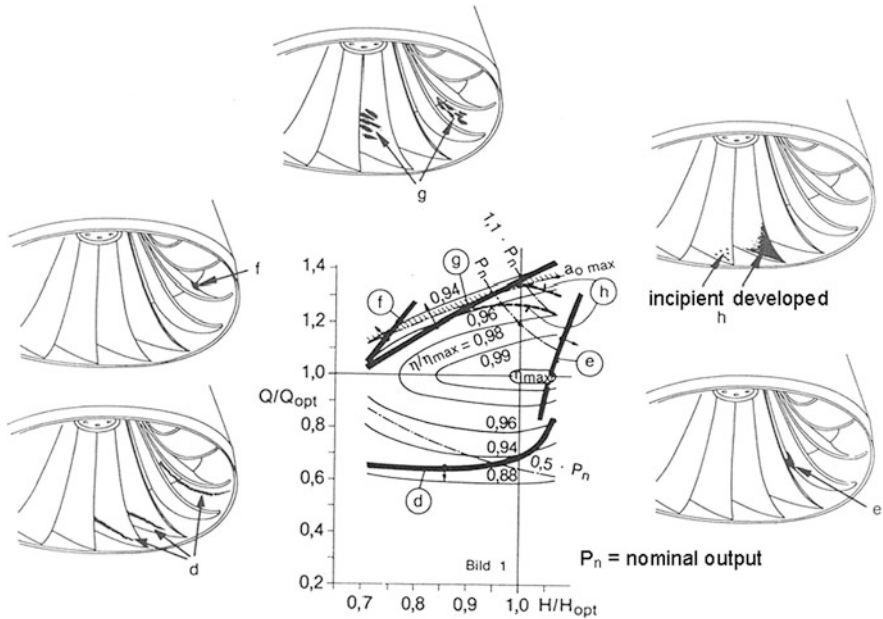 g
f
d
incipient developed
h
e
1,1 · Pn
Pn
a₀ max
g
f
h
e
d
0,94
0,96
η/ηmax = 0,98
0,99
ηmax
0,96
0,94
0,88
0,5 · Pn
Q/Qopt
1,4
1,2
1,0
0,8
0,6
0,4
0,2
Bild 1
0,7 0,8 0,9 1,0 H/Hopt
Pn = nominal output